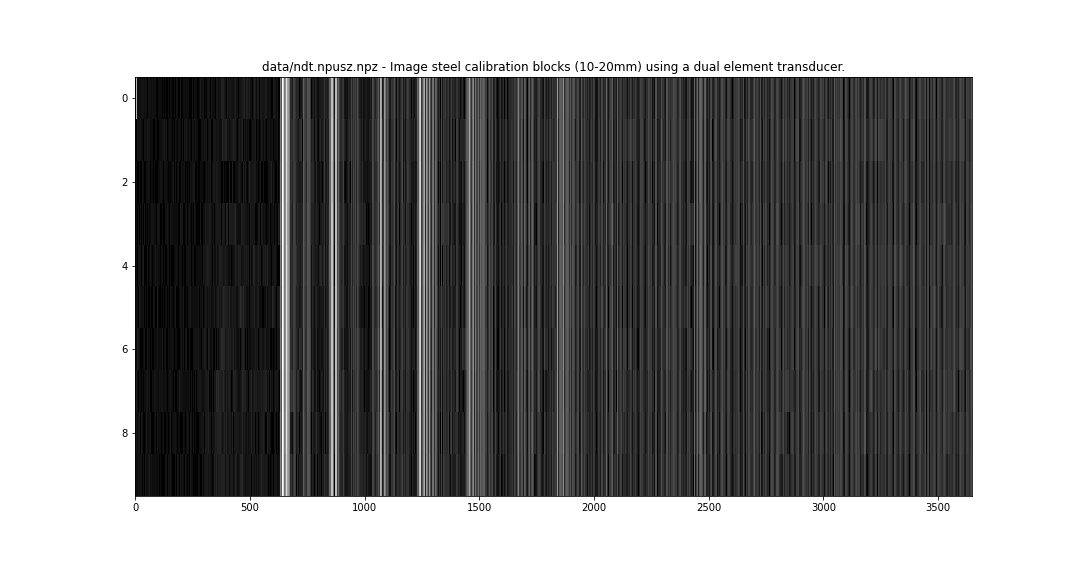 data/ndt.npusz.npz - Image steel calibration blocks (10-20mm) using a dual element transducer.
0
2
4
6
8
0 500 1000 1500 2000 2500 3000 3500